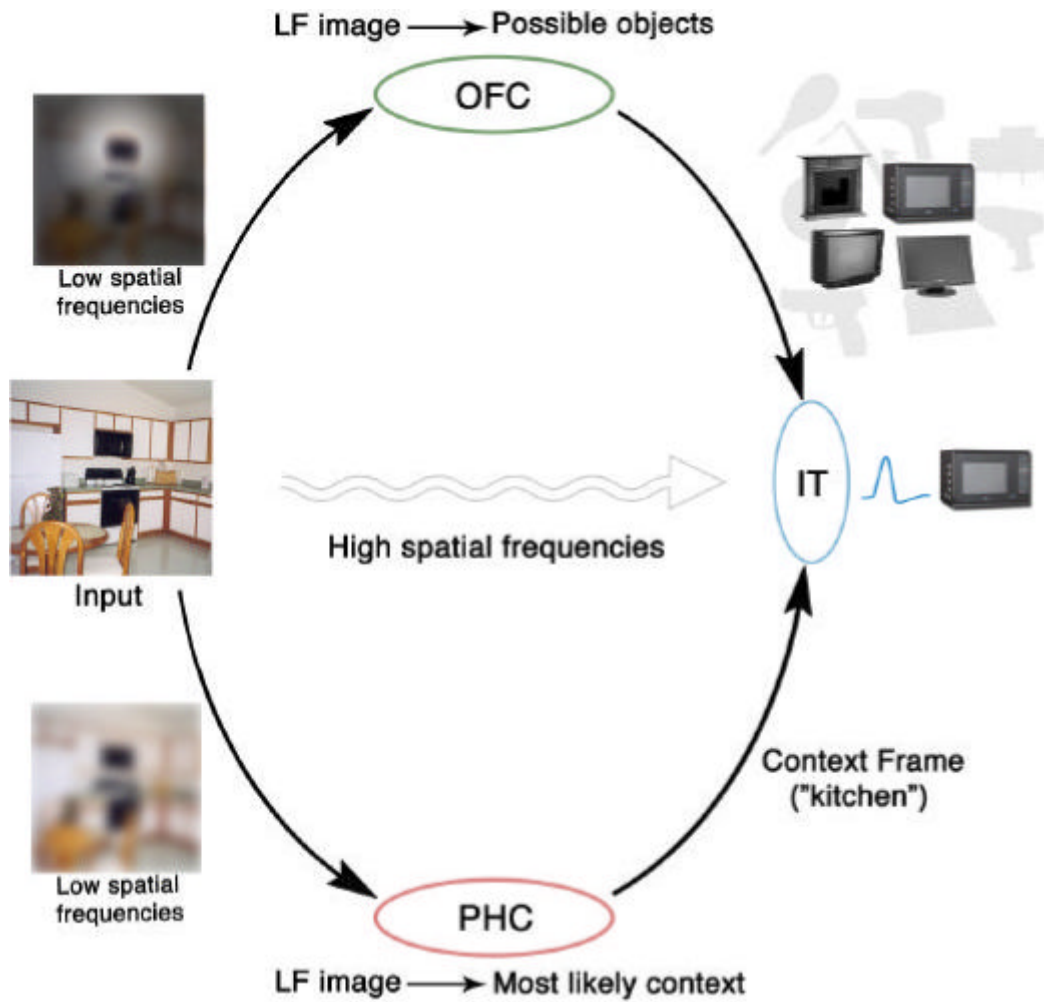 LF image → Possible objects
OFC
Low spatial
frequencies
IT
High spatial frequencies
Input
Context Frame
("kitchen")
Low spatial
frequencies
PHC
LF image → Most likely context